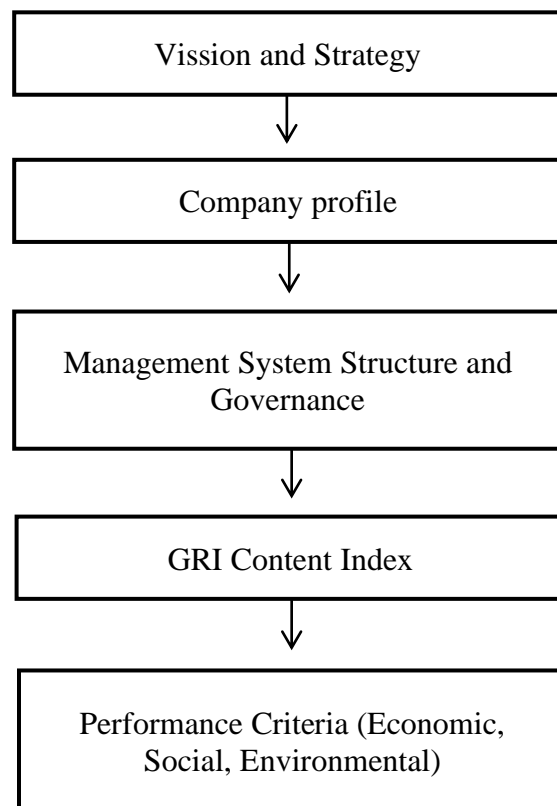 Vission and Strategy
Company profile
Management System Structure and
Governance
GRI Content Index
Performance Criteria (Economic,
Social, Environmental)